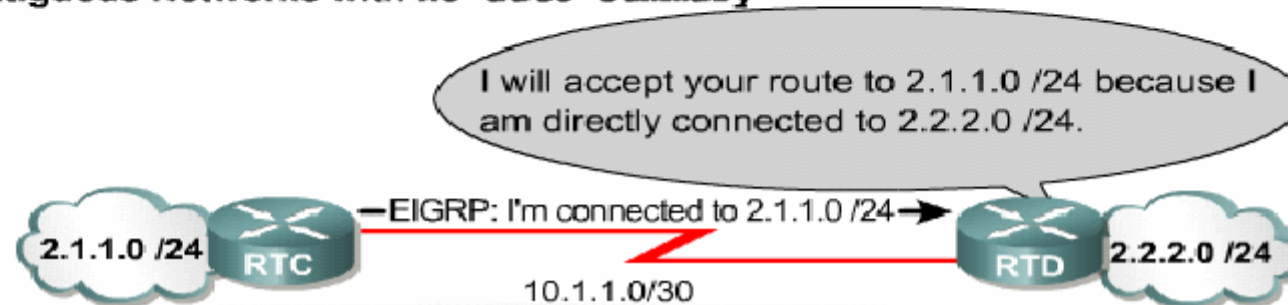 I will accept your route to 2.1.1.0 /24 because I
am directly connected to 2.2.2.0 /24.
EIGRP: I'm connected to 2.1.1.0 /24
2.1.1.0 /24
RTC
RTD
2.2.2.0 /24
10.1.1.0/30